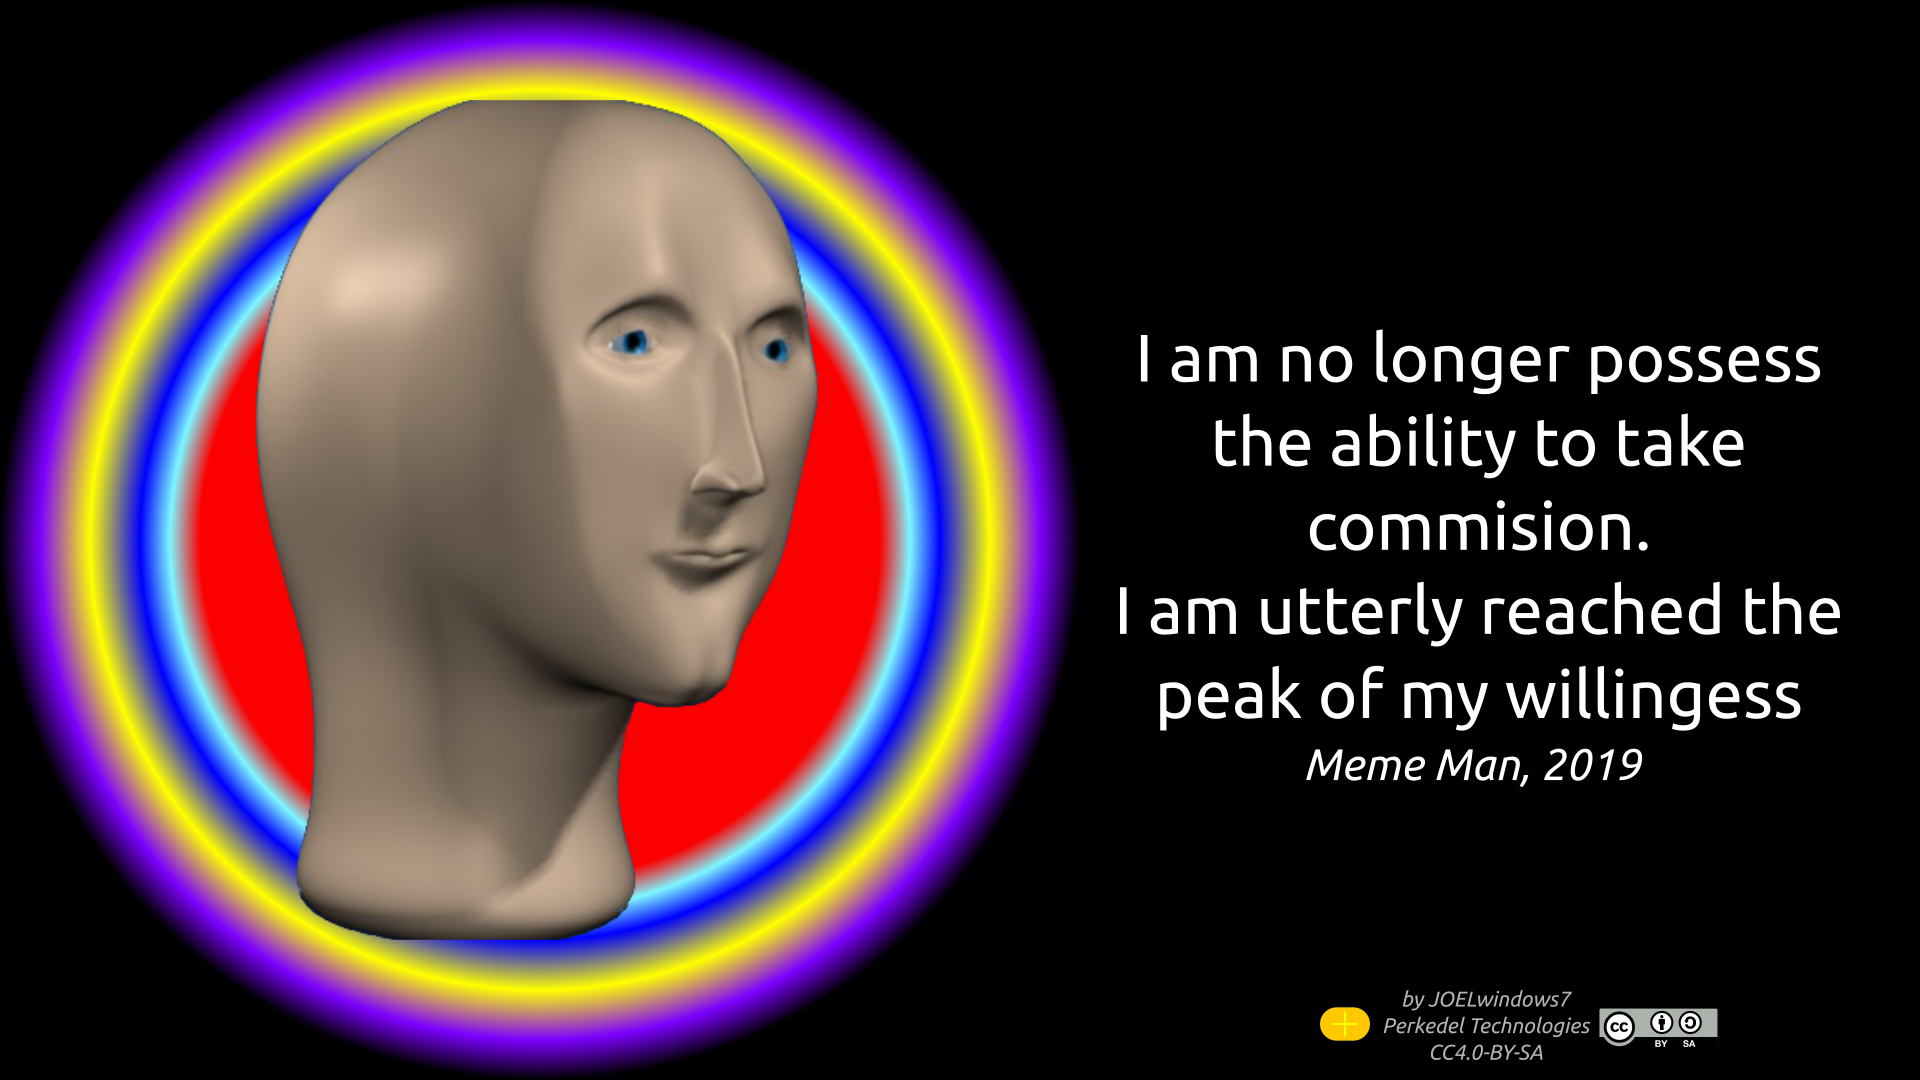 I am no longer possess
the ability to take
commision.
I am utterly reached the
peak of my willingess
Meme Man, 2019
by JOELwindows7
Perkedel Technologies
CC4.0-BY-SA
cc
BY SA